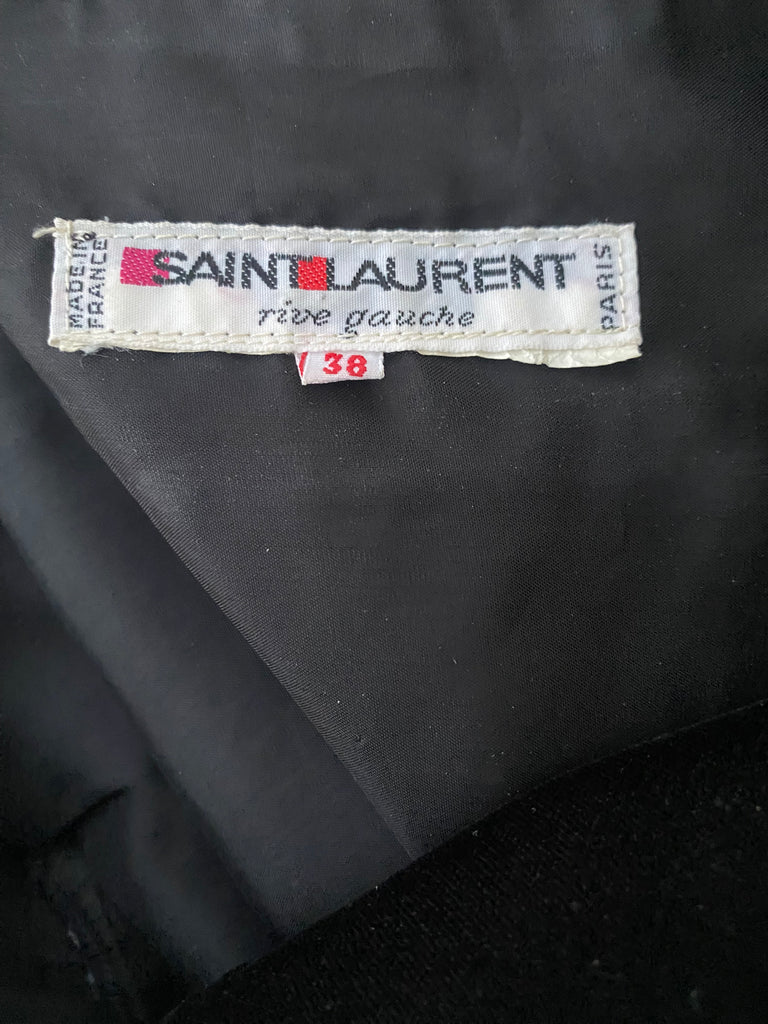 MADE IN
FRANCE
SAINT LAURENT
rive gauche
PARIS
38